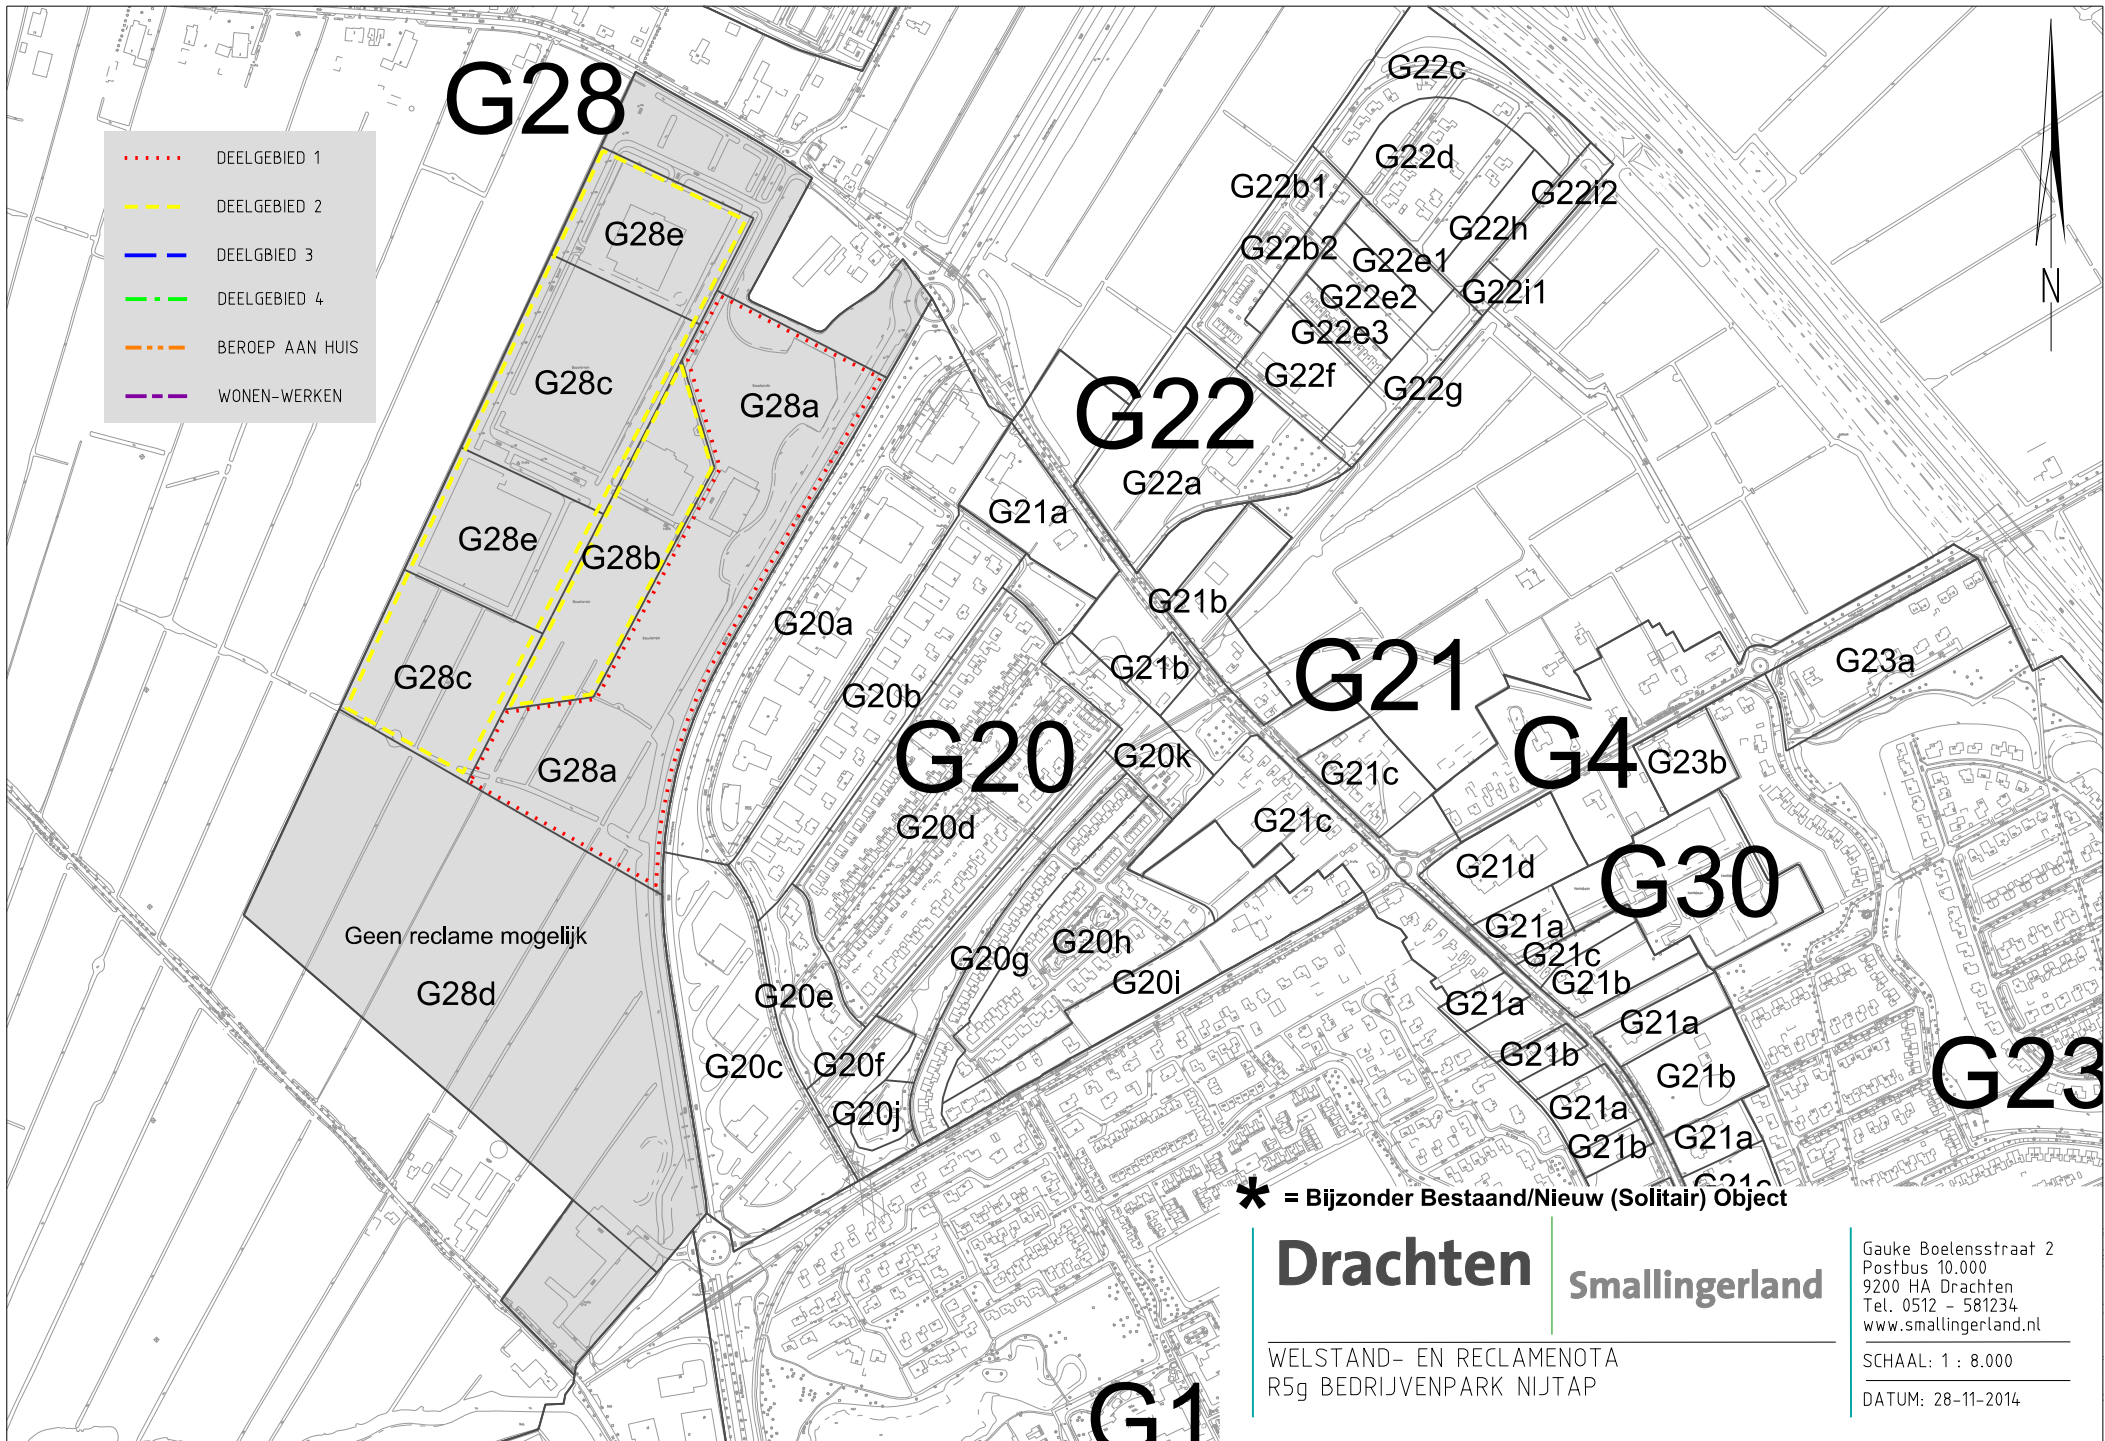 G28
DEELGEBIED 1
DEELGEBIED 2
DEELGBIED 3
DEELGEBIED 4
BEROEP AAN HUIS
WONEN-WERKEN
G28e
G28c
G28a
G28e
G28b
G28c
G28a
Geen reclame mogelijk
G28d
G22c
G22d
G22b1
G22i2
G22h
G22b2
G22e1
G22e2
G22i1
G22e3
G22f
G22g
G22
G22a
N
G21a
G21b
G21b
G21
G20a
G20b
G20
G20k
G20d
G21c
G21c
G4
G23a
G23b
G21d
G30
G21a
G21c
G21b
G20h
G20g
G20i
G20e
G20c
G20f
G20j
G21a
G21a
G21b
G21b
G21a
G21b
G21a
G23
* = Bijzonder Bestaand/Nieuw (Solitair) Object
Drachten
Smallingerland
Gauke Boelensstraat 2
Postbus 10.000
9200 HA Drachten
Tel. 0512 - 581234
www.smallingerland.nl
WELSTAND- EN RECLAMENOTA
R5g BEDRIJVENPARK NIJTAP
SCHAAL: 1 : 8.000
DATUM: 28-11-2014
G1